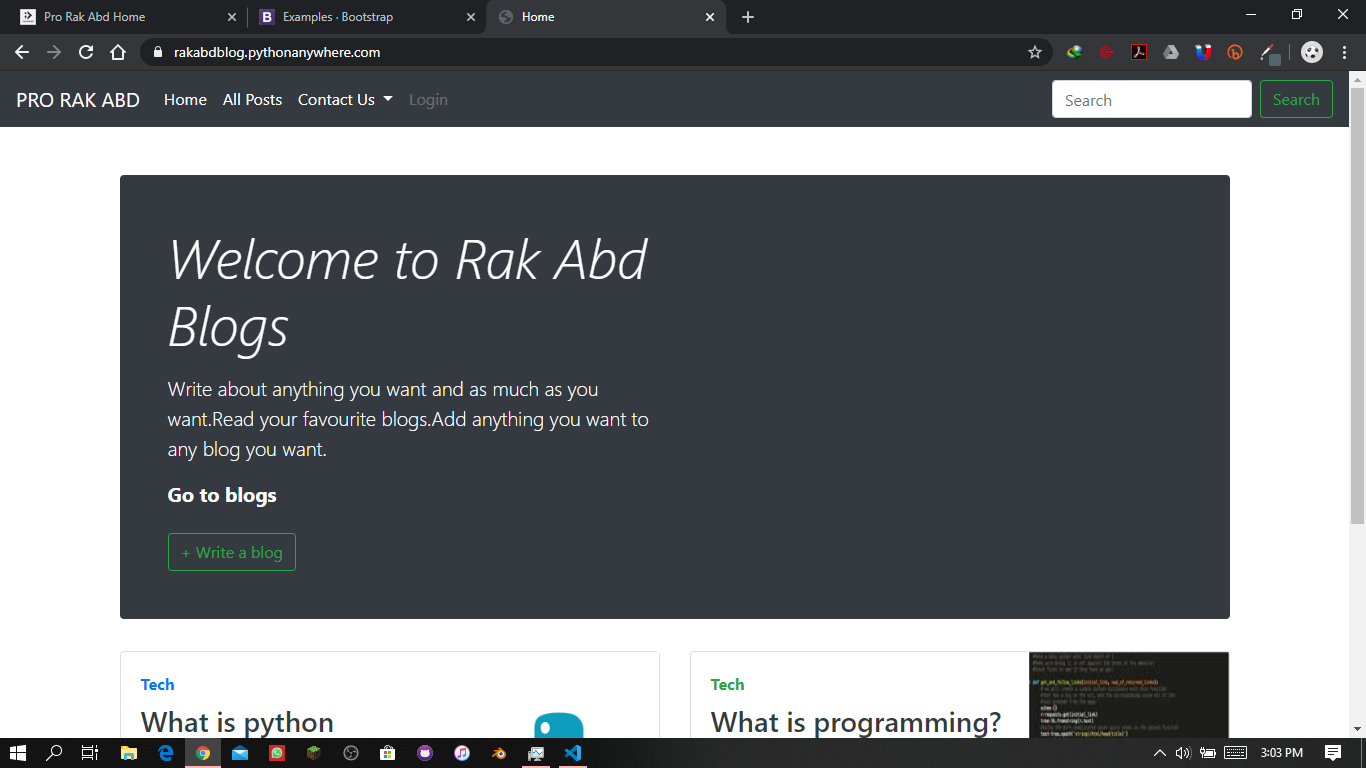 Pro Rak Abd Home
Examples · Bootstrap
Home
rakabdblog.pythonanywhere.com
PRO RAK ABD Home All Posts Contact Us Login Search Search
Welcome to Rak Abd
Blogs
Write about anything you want and as much as you
want.Read your favourite blogs.Add anything you want to
any blog you want.
Go to blogs
+ Write a blog
Tech
What is python
Tech
What is programming?
3:03 PM